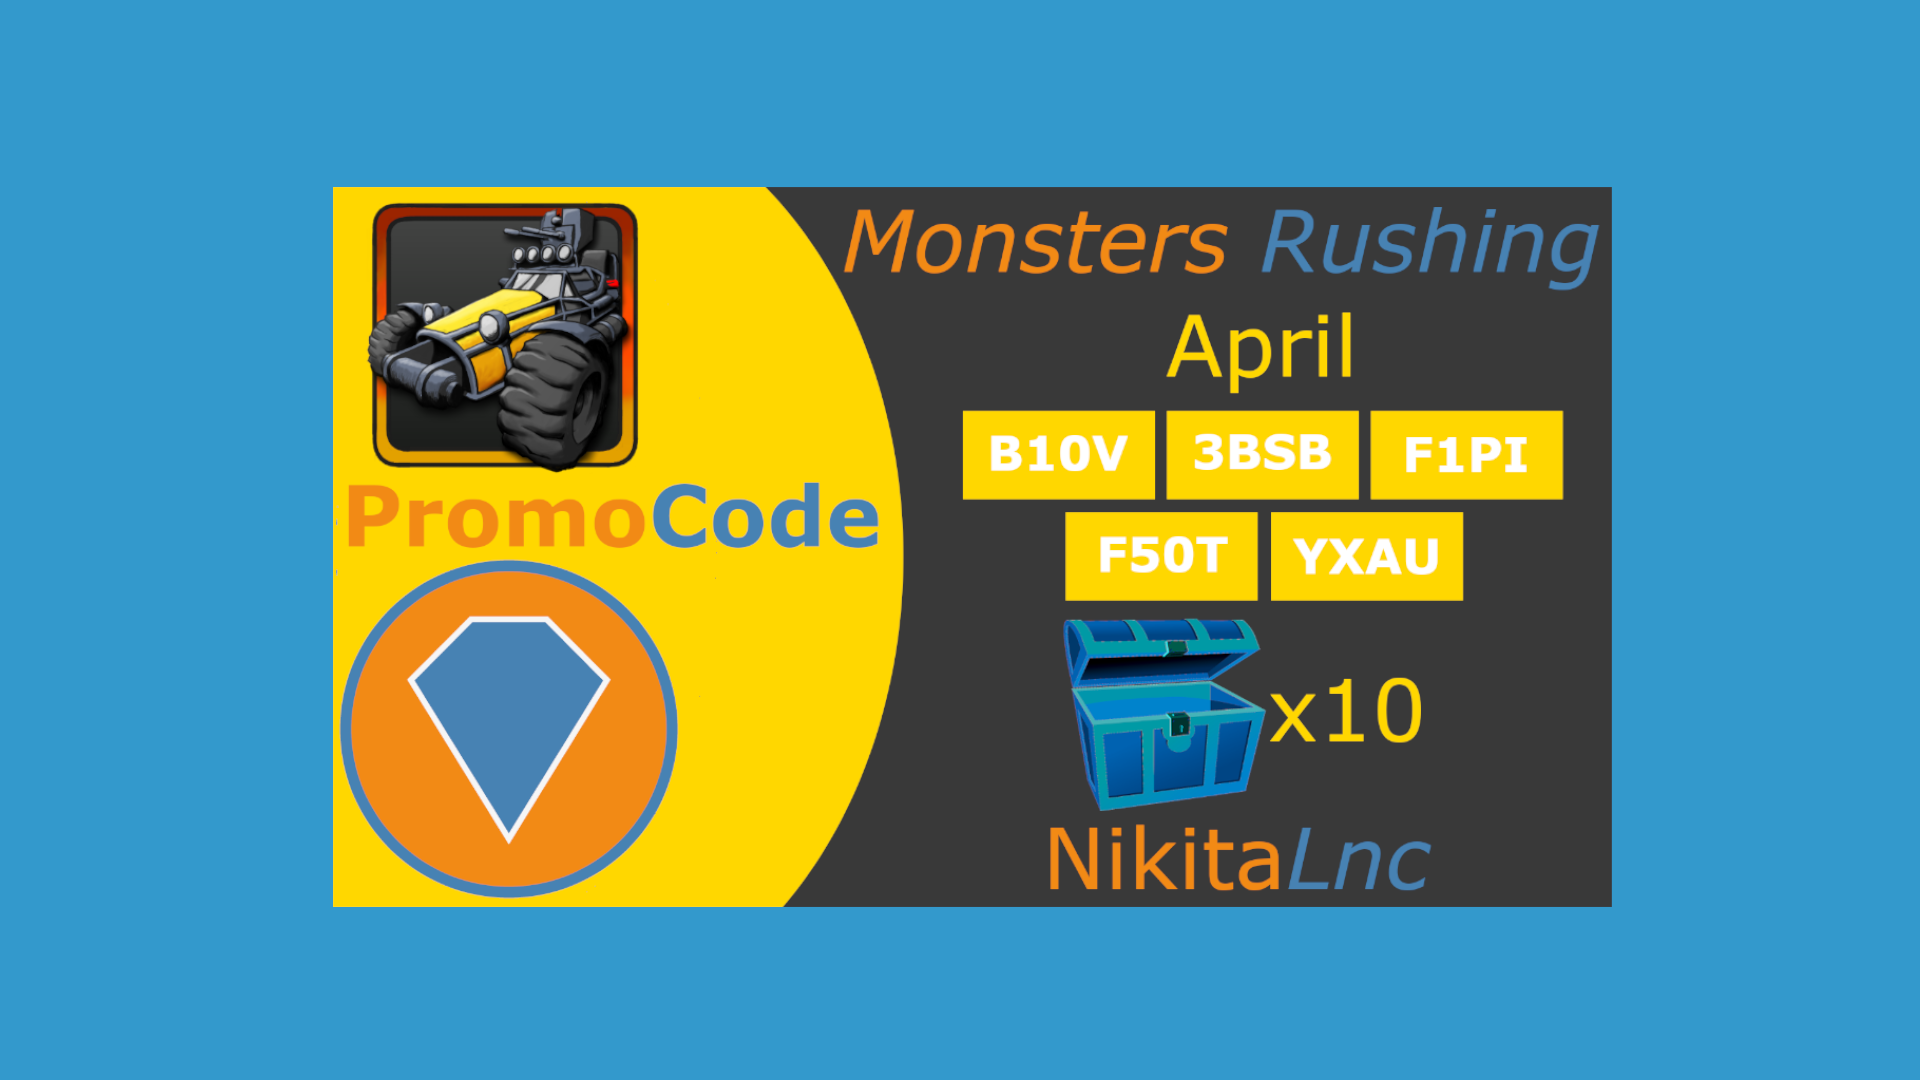 Monsters Rushing
April
B10V 3BSB F1PI
F50T YXAU
PromoCode
x10
NikitaLnc